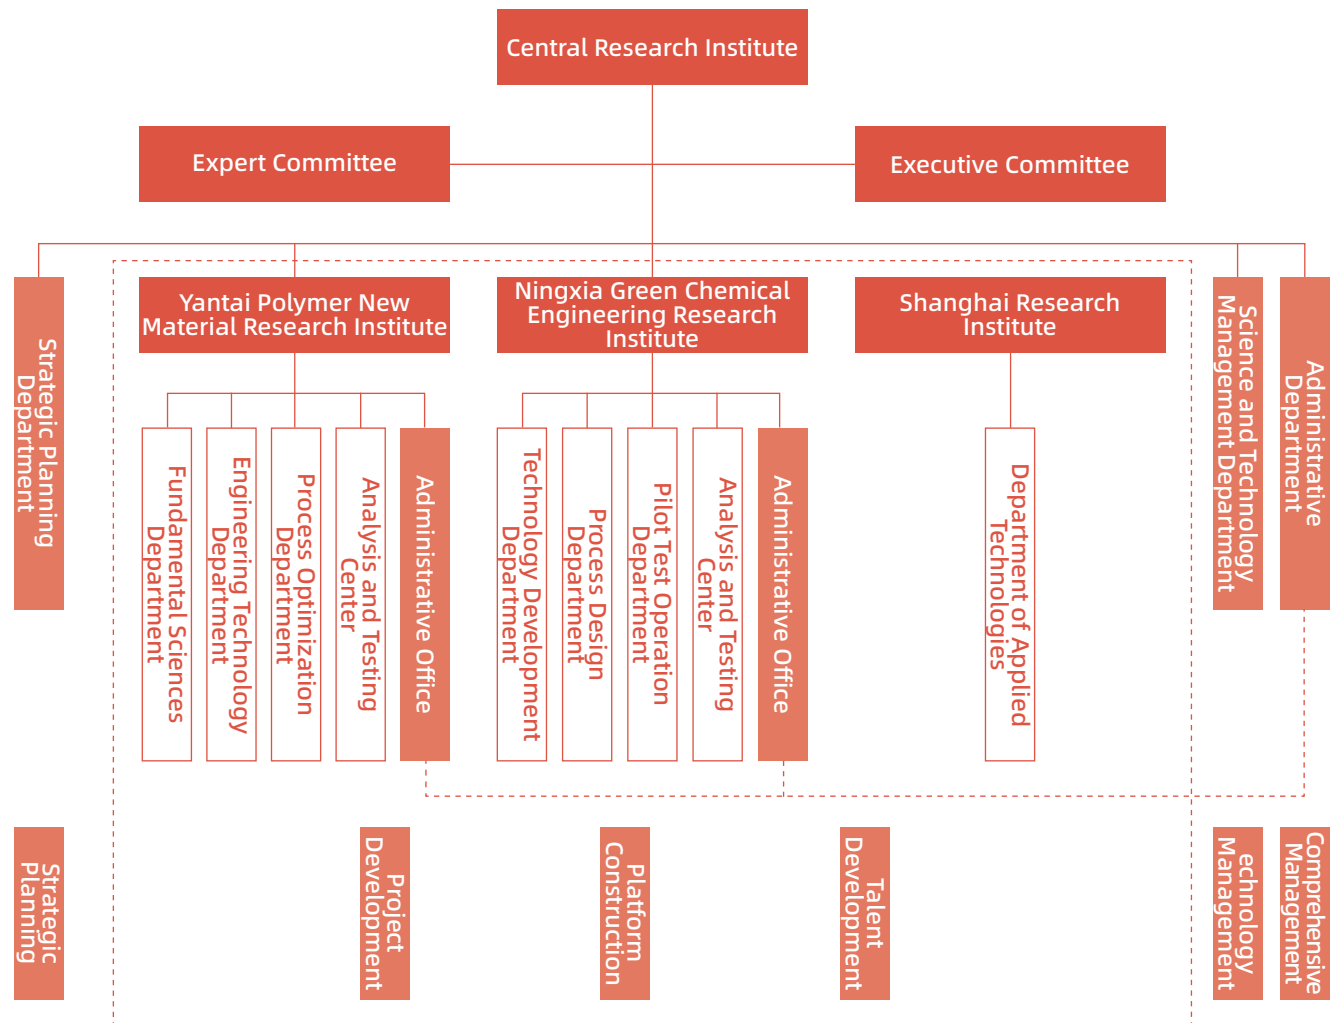 Central Research Institute
Expert Committee
Executive Committee
Strategic Planning
Department
Yantai Polymer New
Material Research Institute
Ningxia Green Chemical
Engineering Research
Institute
Shanghai Research
Institute
Science and Technology
Management Department
Administrative
Department
Fundamental Sciences
Department
Engineering Technology
Department
Process Optimization
Department
Analysis and Testing
Center
Administrative Office
Technology Development
Department
Process Design
Department
Pilot Test Operation
Department
Analysis and Testing
Center
Administrative Office
Department of Applied
Technologies
Strategic
Planning
Project
Development
Platform
Construction
Talent
Development
echnology
Management
Comprehensive
Management